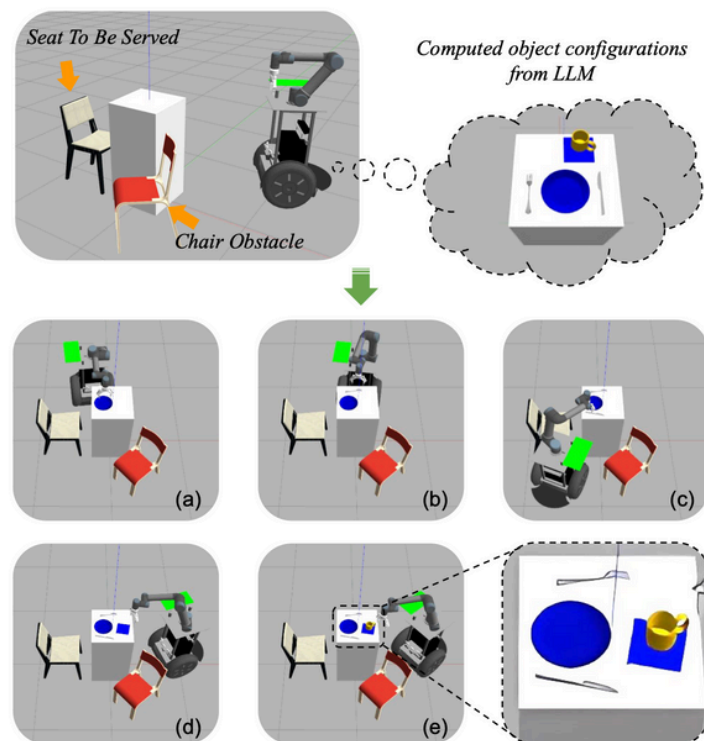 Seat To Be Served
Computed object configurations
from LLM
Chair Obstacle
(a)
(b)
(c)
(d)
(e)